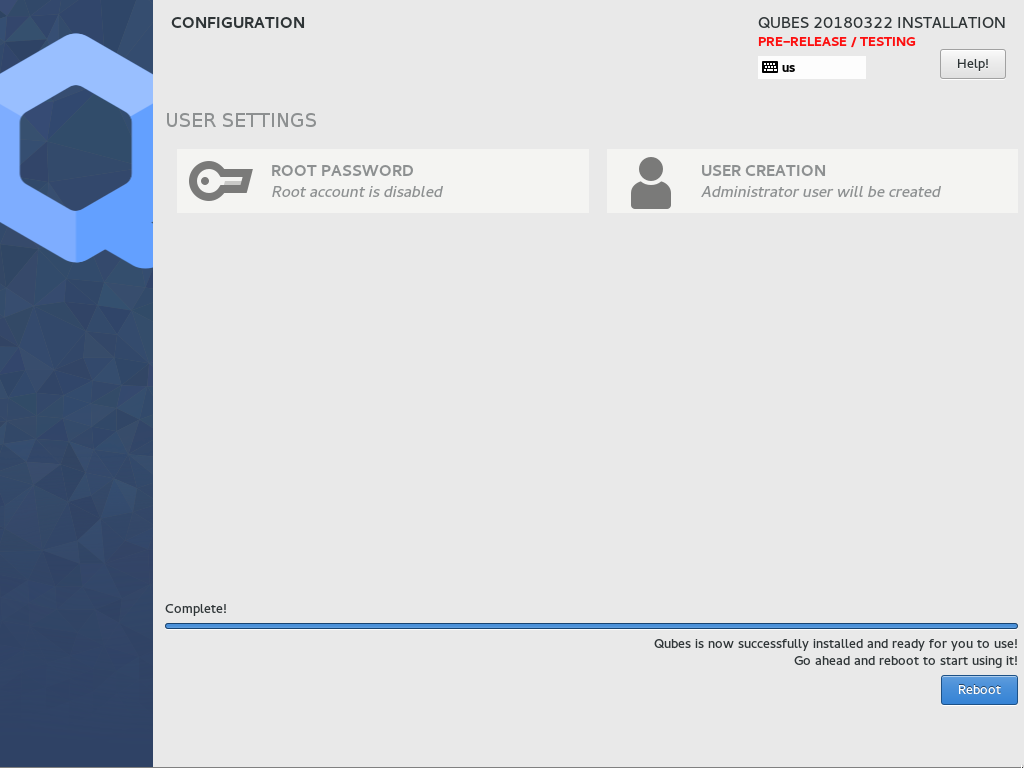 CONFIGURATION
QUBES 20180322 INSTALLATION
PRE-RELEASE / TESTING
us
Help!
USER SETTINGS
ROOT PASSWORD
Root account is disabled
USER CREATION
Administrator user will be created
Complete!
Qubes is now successfully installed and ready for you to use!
Go ahead and reboot to start using it!
Reboot